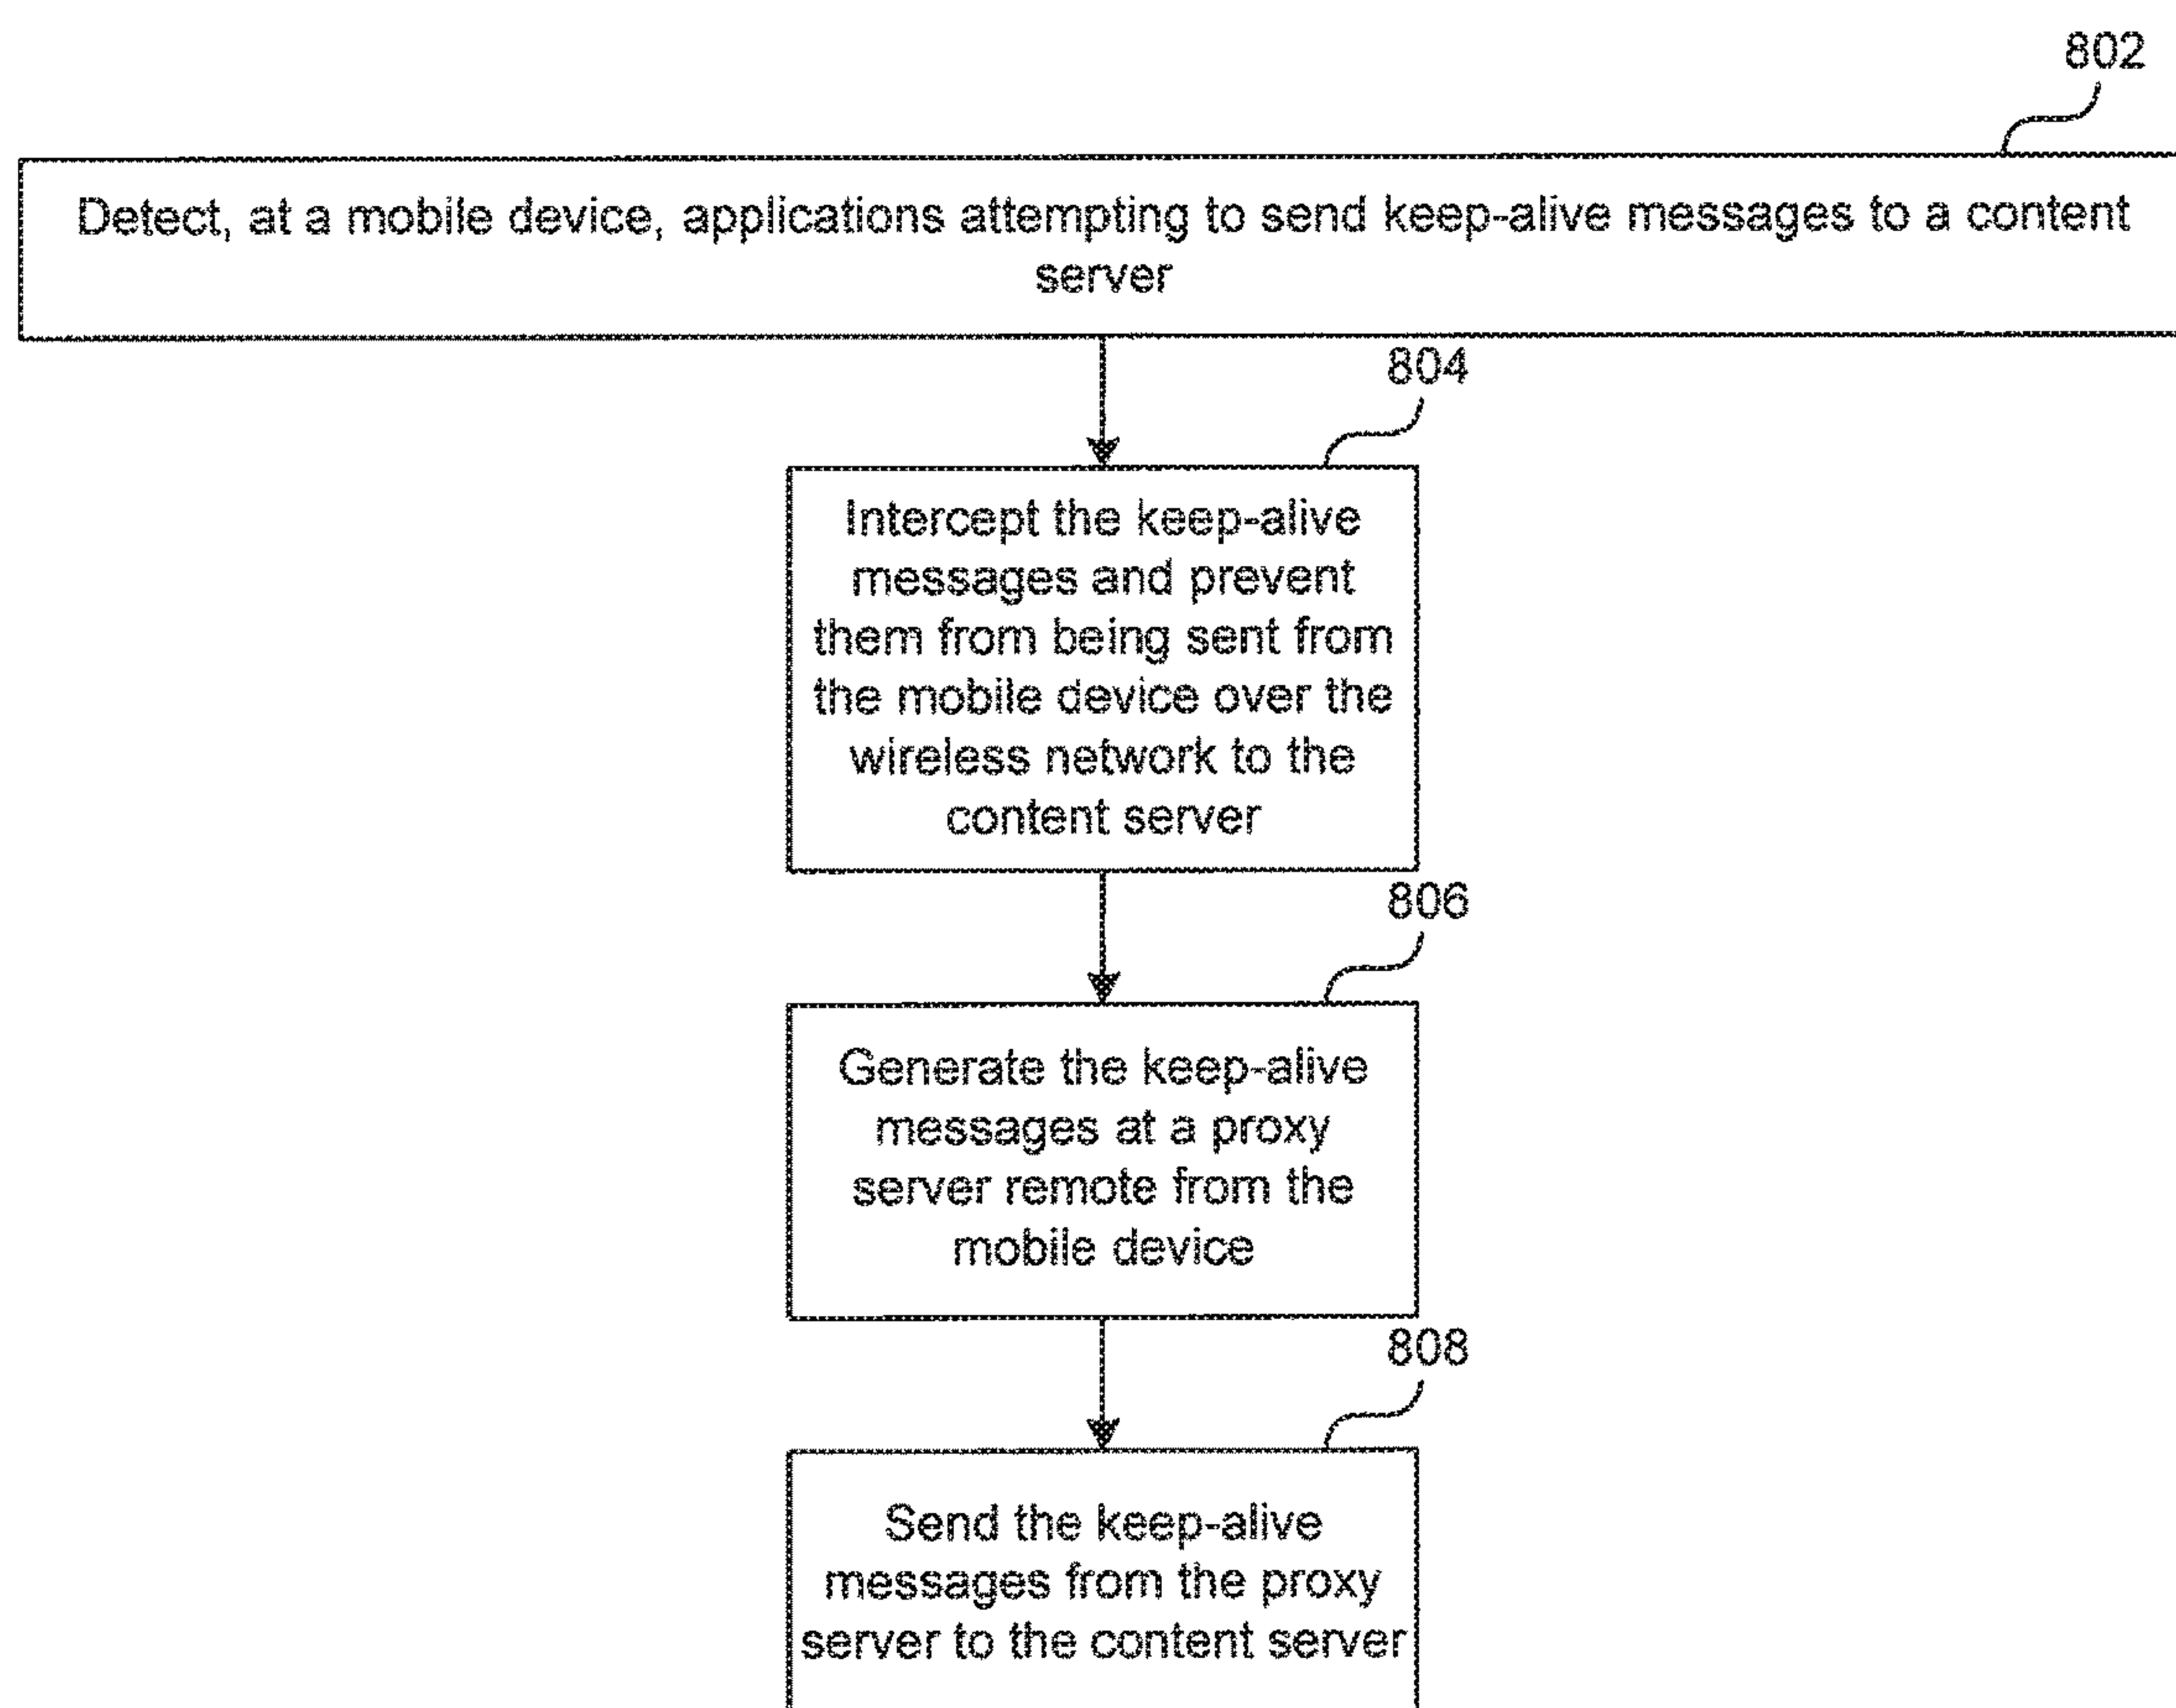 802
Detect, at a mobile device, applications attempting to send keep-alive messages to a content
server
804
Intercept the keep-alive
messages and prevent
them from being sent from
the mobile device over the
wireless network to the
content server
806
Generate the keep-alive
messages at a proxy
server remote from the
mobile device
808
Send the keep-alive
messages from the proxy
server to the content server